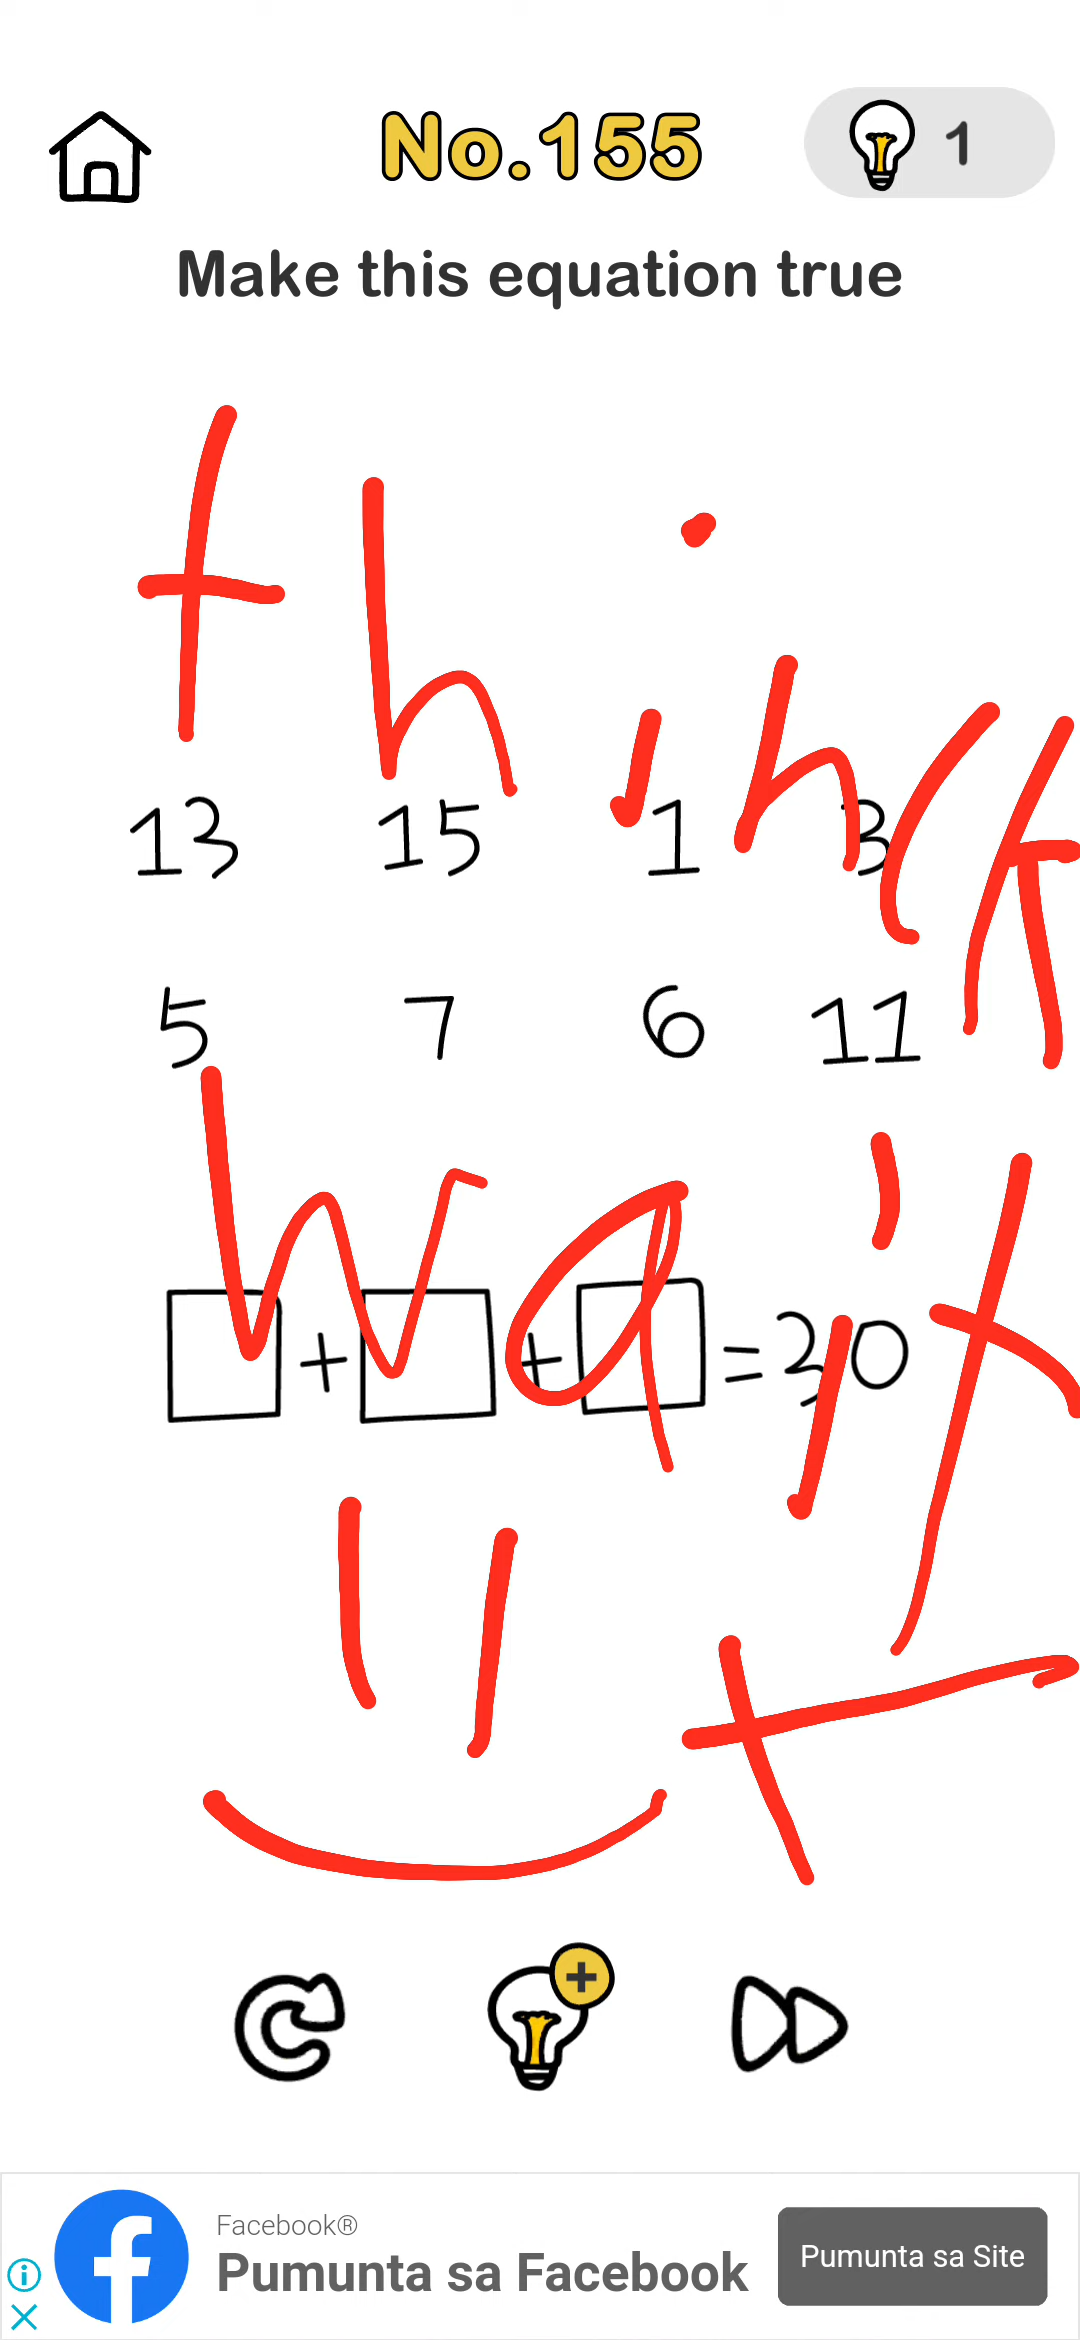 No.155
1
Make this equation true
thinck
13 15 1 3
5 7 6 11
wait
□+□+□=30
Facebook®
Pumunta sa Facebook
Pumunta sa Site